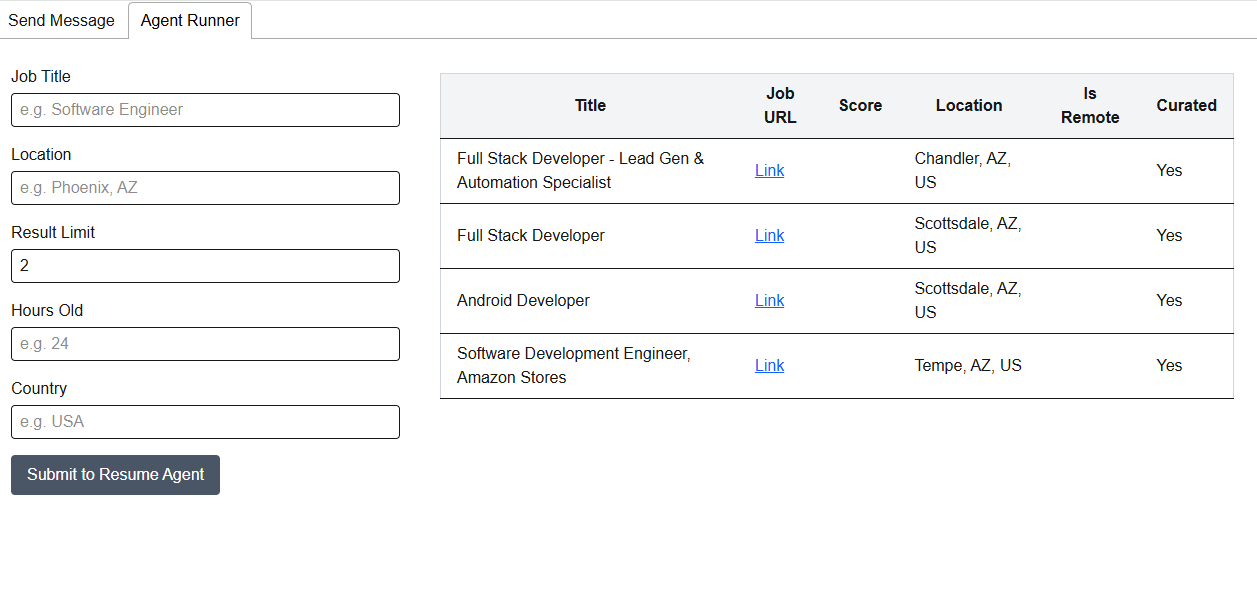 Send Message
Agent Runner
Job Title
e.g. Software Engineer
Location
e.g. Phoenix, AZ
Result Limit
2
Hours Old
e.g. 24
Country
e.g. USA
Submit to Resume Agent
Title
Job
URL
Score
Location
Is
Remote
Curated
Full Stack Developer - Lead Gen &
Automation Specialist
Link
Chandler, AZ,
US
Yes
Full Stack Developer
Link
Scottsdale, AZ,
US
Yes
Android Developer
Link
Scottsdale, AZ,
US
Yes
Software Development Engineer,
Amazon Stores
Link
Tempe, AZ, US
Yes